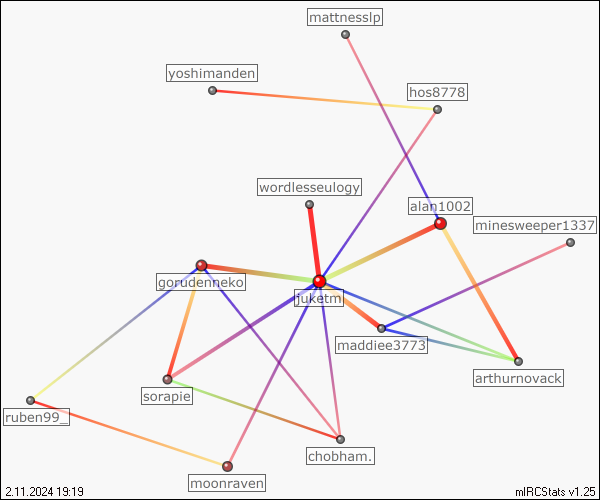 mattnesslp
yoshimanden
hos8778
wordlesseulogy
alan1002
minesweeper1337
gorudenneko
juketm
maddiee3773
arthurnovack
sorapie
ruben99_
chobham.
moonraven
2.11.2024 19:19
mIRCStats v1.25